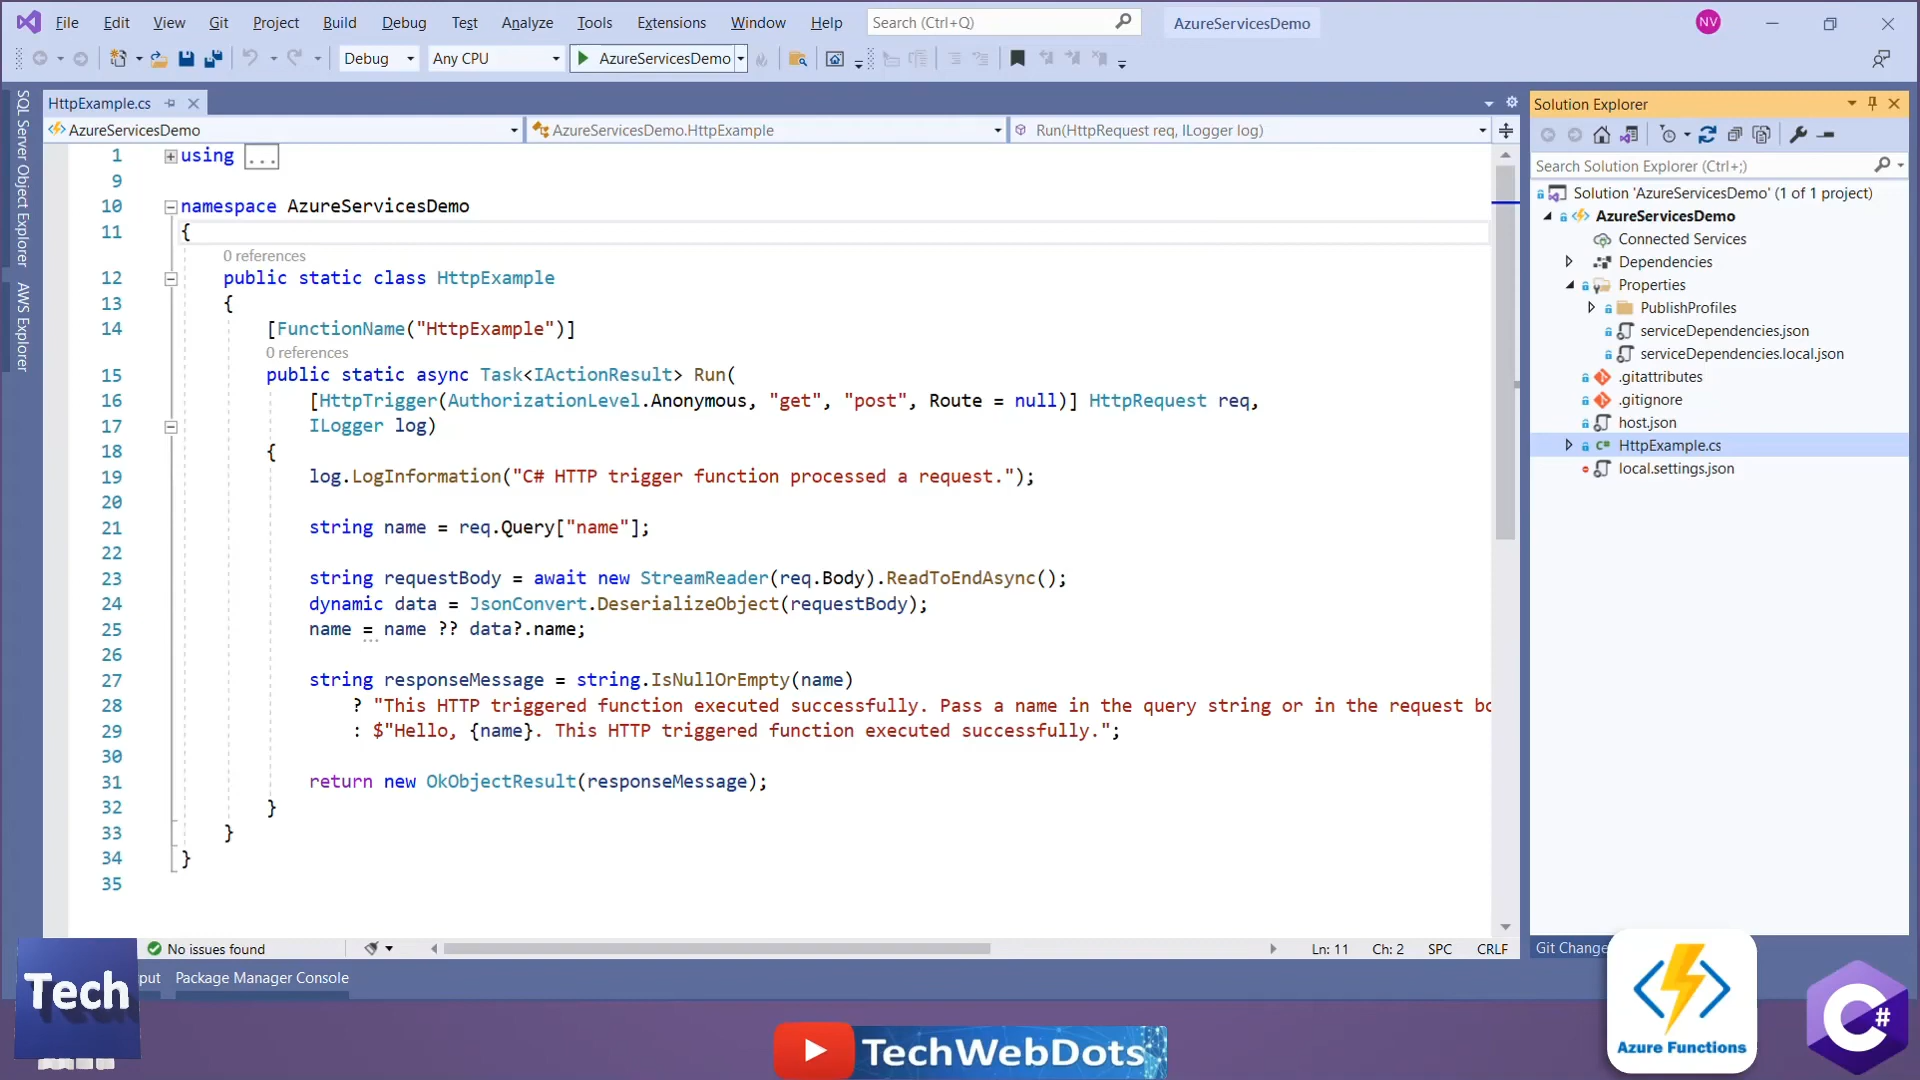 File Edit View Git Project Build Debug Test Analyze Tools Extensions Window Help Search (Ctrl+Q) AzureServicesDemo NV
Debug Any CPU AzureServicesDemo
SQL Server Object Explorer
AWS Explorer
HttpExample.cs
AzureServicesDemo AzureServicesDemo.HttpExample Run(HttpRequest req, ILogger log)
1 using ...
9
10 namespace AzureServicesDemo
11 {
0 references
12 public static class HttpExample
13 {
14 [FunctionName("HttpExample")]
0 references
15 public static async Task<IActionResult> Run(
16 [HttpTrigger(AuthorizationLevel.Anonymous, "get", "post", Route = null)] HttpRequest req,
17 ILogger log)
18 {
19 log.LogInformation("C# HTTP trigger function processed a request.");
20
21 string name = req.Query["name"];
22
23 string requestBody = await new StreamReader(req.Body).ReadToEndAsync();
24 dynamic data = JsonConvert.DeserializeObject(requestBody);
25 name = name ?? data?.name;
26
27 string responseMessage = string.IsNullOrEmpty(name)
28 ? "This HTTP triggered function executed successfully. Pass a name in the query string or in the request bo
29 : $"Hello, {name}. This HTTP triggered function executed successfully.";
30
31 return new OkObjectResult(responseMessage);
32 }
33 }
34 }
35
No issues found Ln: 11 Ch: 2 SPC CRLF
put Package Manager Console
Solution Explorer
Search Solution Explorer (Ctrl+;)
Solution 'AzureServicesDemo' (1 of 1 project)
AzureServicesDemo
Connected Services
Dependencies
Properties
PublishProfiles
serviceDependencies.json
serviceDependencies.local.json
.gitattributes
.gitignore
host.json
C# HttpExample.cs
local.settings.json
Git Change
Tech
TechWebDots
Azure Functions
C#